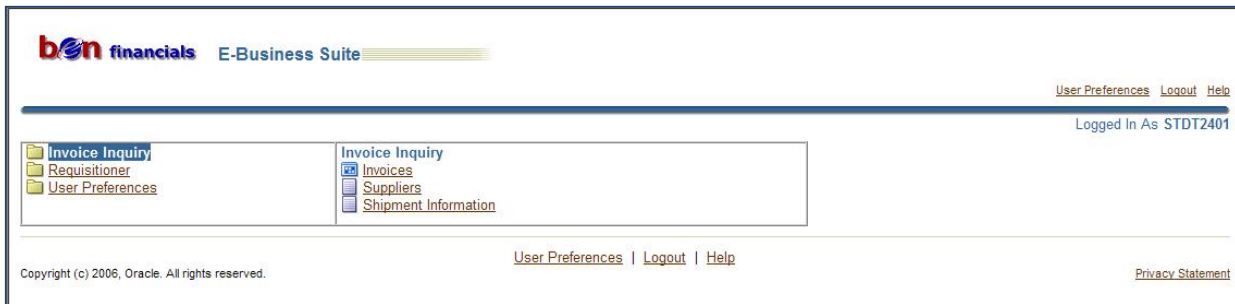 ben financials E-Business Suite
User Preferences Logout Help
Logged In As STDT2401
Invoice Inquiry
Requisitioner
User Preferences
Invoice Inquiry
Invoices
Suppliers
Shipment Information
User Preferences | Logout | Help
Copyright (c) 2006, Oracle. All rights reserved.
Privacy Statement